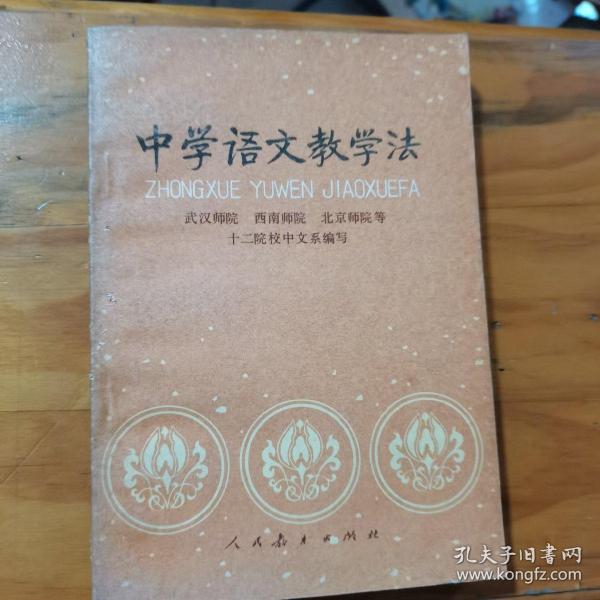 中学语文教学法
ZHONGXUE YUWEN JIAOXUEFA
武汉师院 西南师院 北京师院等
十二院校中文系编写
人民教育出版社
孔夫子旧书网
www.kongfz.com